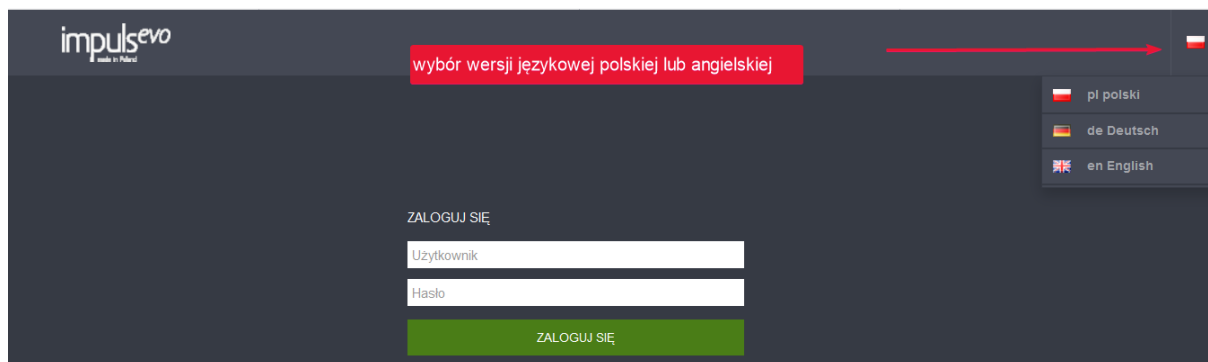 impulsevo
made in Poland
wybór wersji językowej polskiej lub angielskiej
pl polski
de Deutsch
en English
ZALOGUJ SIĘ
Użytkownik
Hasło
ZALOGUJ SIĘ